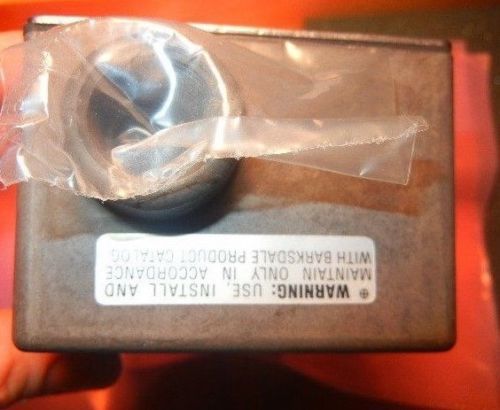 ⊕ WARNING: USE, INSTALL AND
MAINTAIN ONLY IN ACCORDANCE
WITH BARKSDALE PRODUCT CATALOG